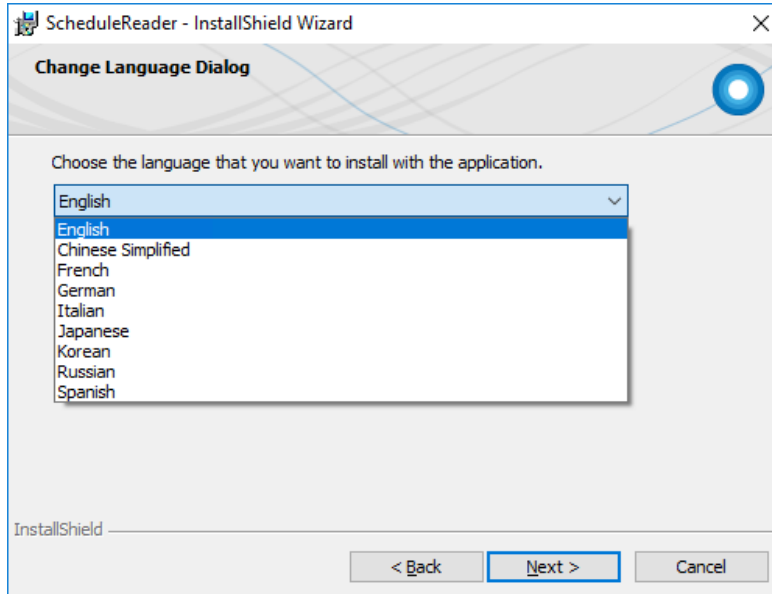 ScheduleReader - InstallShield Wizard
Change Language Dialog
Choose the language that you want to install with the application.
English
English
Chinese Simplified
French
German
Italian
Japanese
Korean
Russian
Spanish
InstallShield
< Back
Next >
Cancel